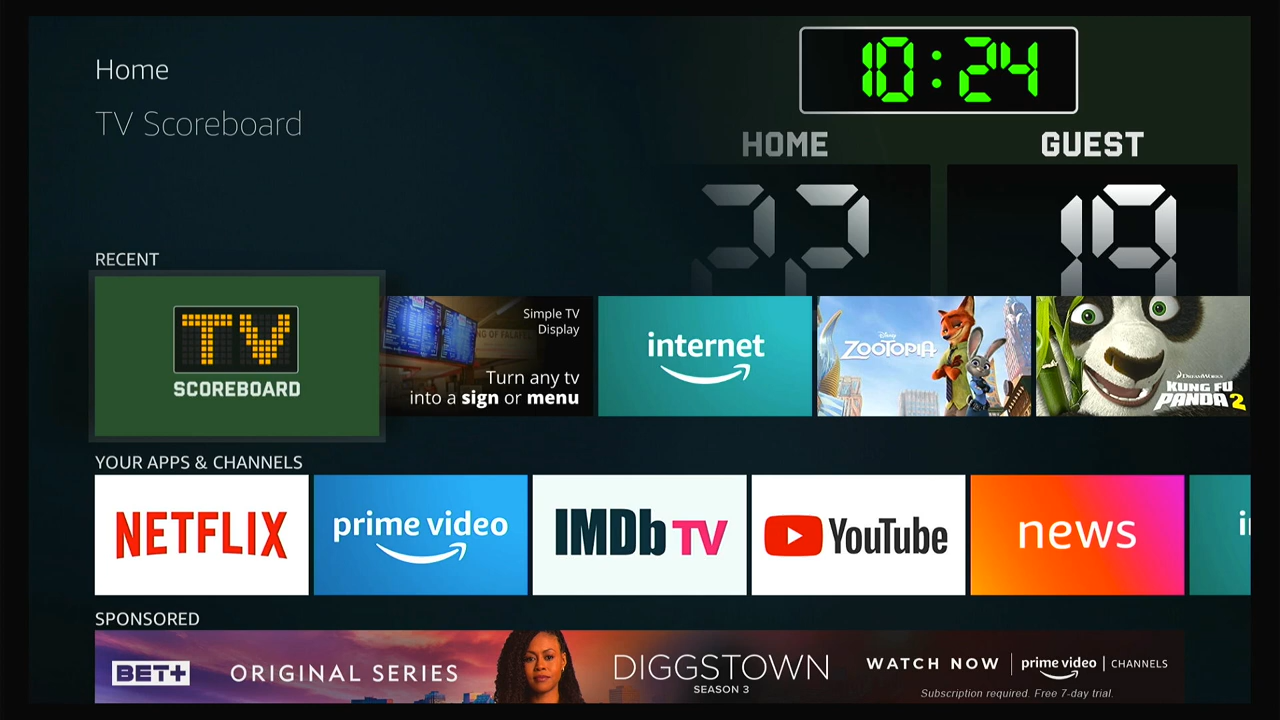 Home
TV Scoreboard
10:24
HOME
GUEST
22
19
RECENT
TV
SCOREBOARD
Simple TV
Display
Turn any tv
into a sign or menu
internet
Disney
ZOOTOPIA
DREAMWORKS
KUNG FU
PANDA 2
YOUR APPS & CHANNELS
NETFLIX
prime video
IMDb TV
YouTube
news
SPONSORED
BET+
ORIGINAL SERIES
DIGGSTOWN
SEASON 3
WATCH NOW
prime video | CHANNELS
Subscription required. Free 7-day trial.